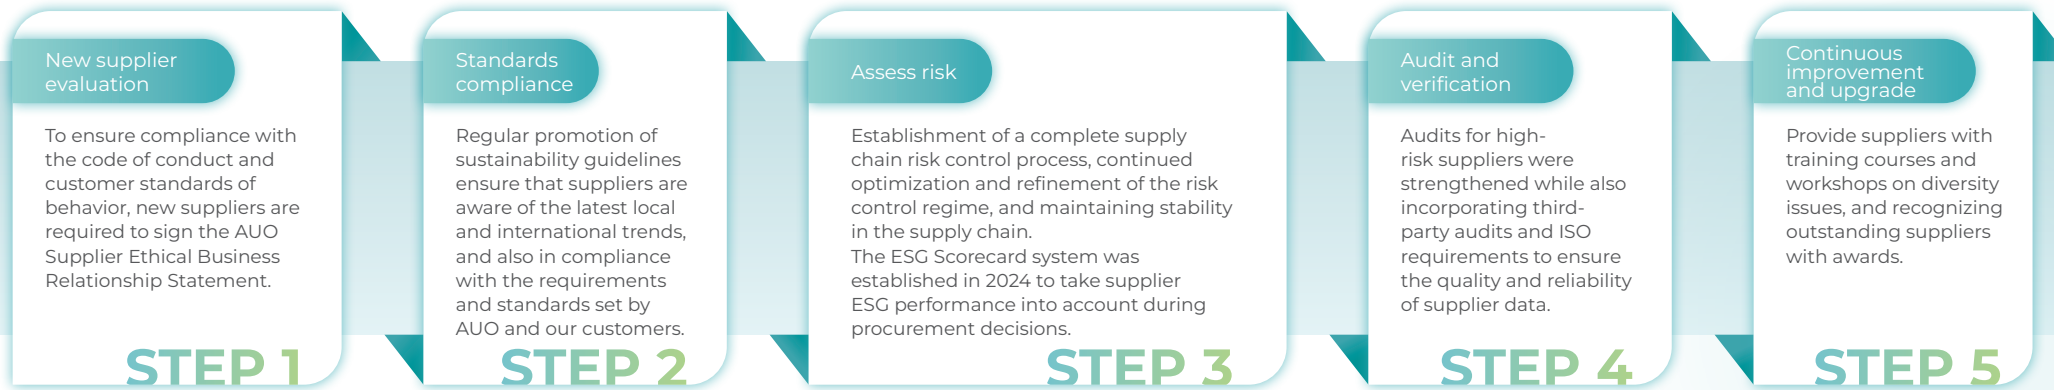 New supplier
evaluation
To ensure compliance with
the code of conduct and
customer standards of
behavior, new suppliers are
required to sign the AUO
Supplier Ethical Business
Relationship Statement.
STEP 1
Standards
compliance
Regular promotion of
sustainability guidelines
ensure that suppliers are
aware of the latest local
and international trends,
and also in compliance
with the requirements
and standards set by
AUO and our customers.
STEP 2
Assess risk
Establishment of a complete supply
chain risk control process, continued
optimization and refinement of the risk
control regime, and maintaining stability
in the supply chain.
The ESG Scorecard system was
established in 2024 to take supplier
ESG performance into account during
procurement decisions.
STEP 3
Audit and
verification
Audits for high-
risk suppliers were
strengthened while also
incorporating third-
party audits and ISO
requirements to ensure
the quality and reliability
of supplier data.
STEP 4
Continuous
improvement
and upgrade
Provide suppliers with
training courses and
workshops on diversity
issues, and recognizing
outstanding suppliers
with awards.
STEP 5